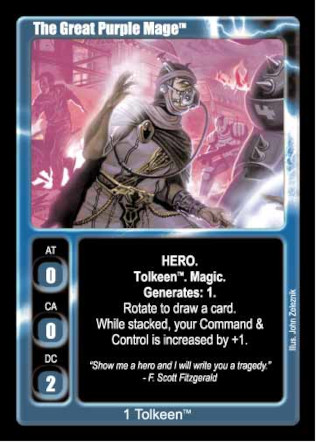 The Great Purple Mage™
AT
0
CA
0
DC
2
HERO.
Tolkeen™. Magic.
Generates: 1.
Rotate to draw a card.
While stacked, your Command &
Control is increased by +1.
"Show me a hero and I will write you a tragedy."
- F. Scott Fitzgerald
Illus. John Zeleznik
1 Tolkeen™